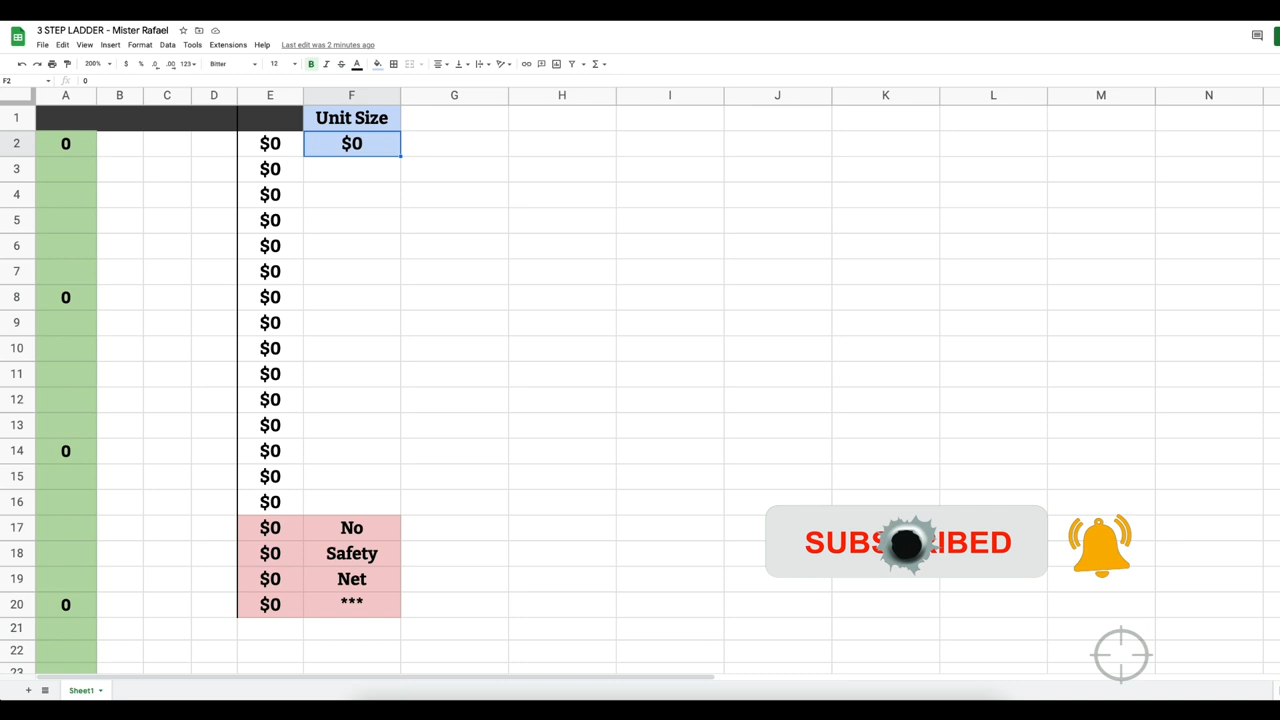 3 STEP LADDER - Mister Rafael
File Edit View Insert Format Data Tools Extensions Help Last edit was 2 minutes ago
200% $ % .0 .00 123 Bitter 12 B I S A
F2 fx 0
A B C D E F G H I J K L M N
1 Unit Size
2 0 $0 $0
3 $0
4 $0
5 $0
6 $0
7 $0
8 0 $0
9 $0
10 $0
11 $0
12 $0
13 $0
14 0 $0
15 $0
16 $0
17 $0 No
18 $0 Safety
19 $0 Net
20 0 $0 ***
21
22
23
SUBS RIBED
Sheet1